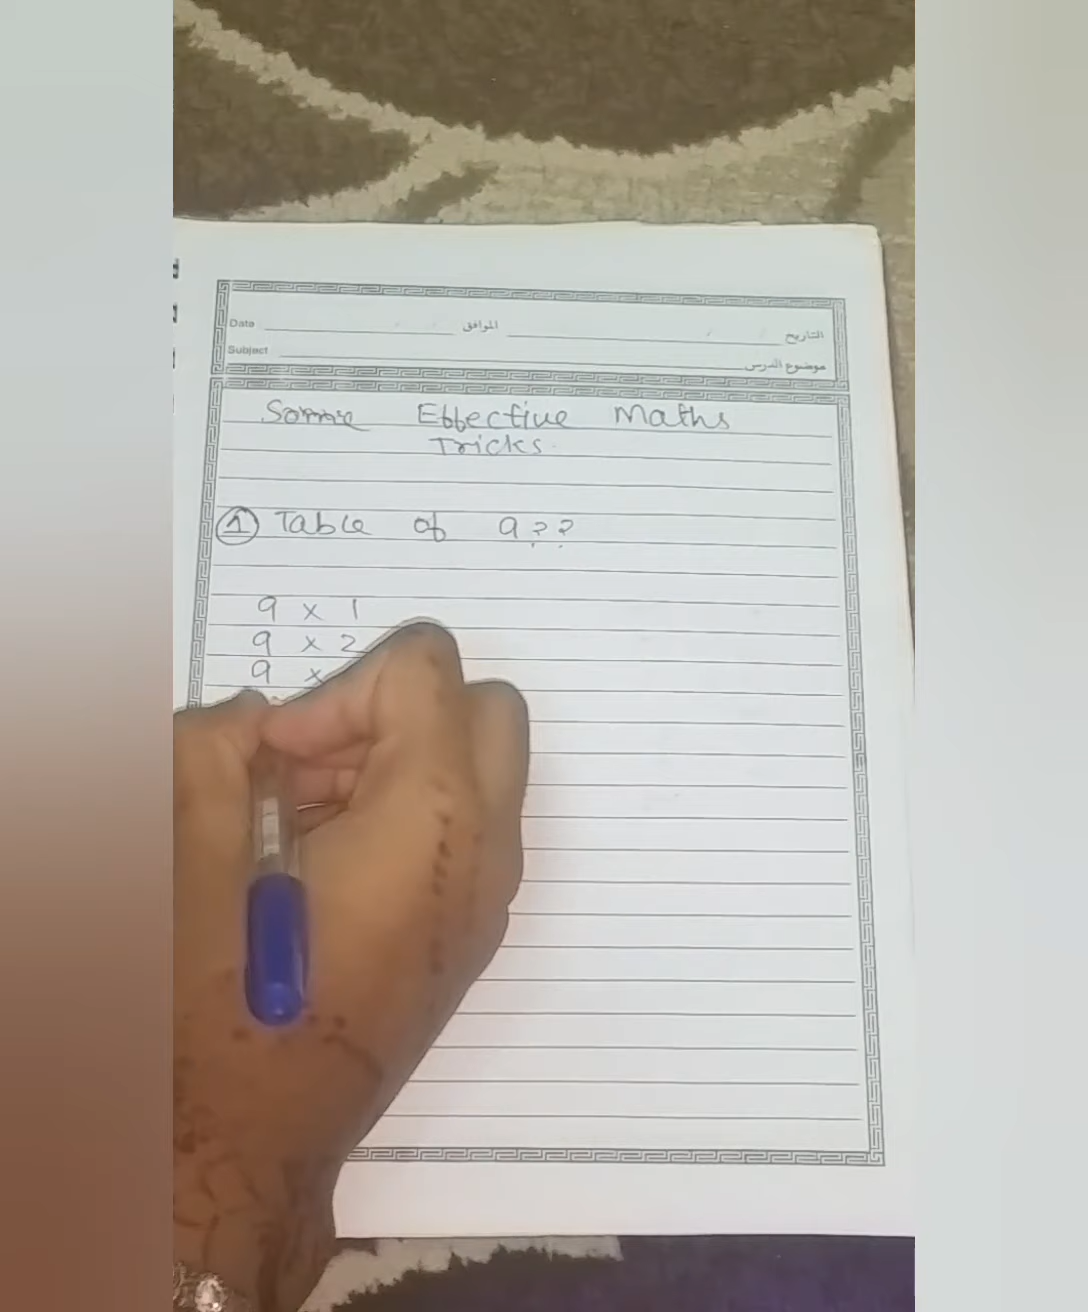 Date الموافق التاريخ
Subject موضوع الدرس
Some Effective Maths
Tricks.
1 Table of 9??
9 x 1
9 x 2
9 x